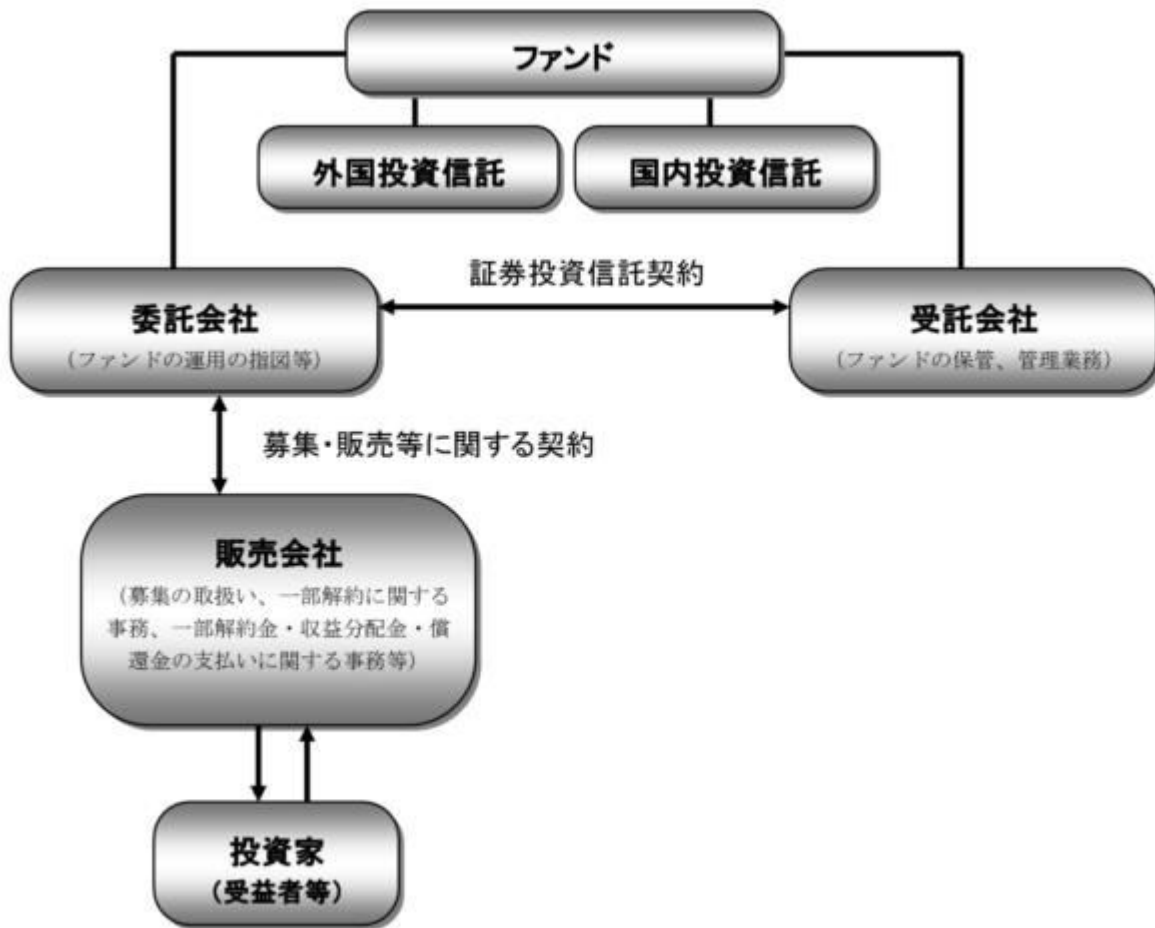 ファンド
外国投資信託
国内投資信託
証券投資信託契約
委託会社
（ファンドの運用の指図等）
受託会社
（ファンドの保管、管理業務）
募集・販売等に関する契約
販売会社
（募集の取扱い、一部解約に関する
事務、一部解約金・収益分配金・償
還金の支払いに関する事務等）
投資家
（受益者等）